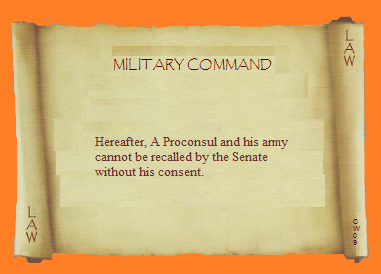 LAW
MILITARY COMMAND
Hereafter, A Proconsul and his army
cannot be recalled by the Senate
without his consent.
LAW
CW09